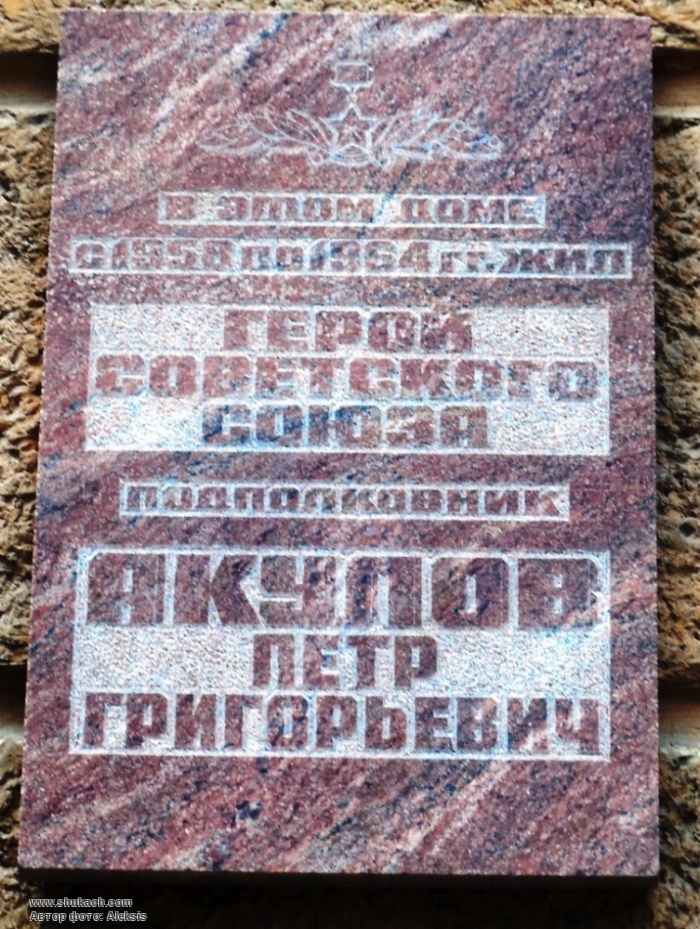 В ЭТОМ ДОМЕ
С 1958 ПО 1964 ГГ. ЖИЛ
ГЕРОЙ
СОВЕТСКОГО
СОЮЗА
ПОДПОЛКОВНИК
АКУЛОВ
ПЕТР
ГРИГОРЬЕВИЧ
www.shukach.com
Автор фото: Aleksis